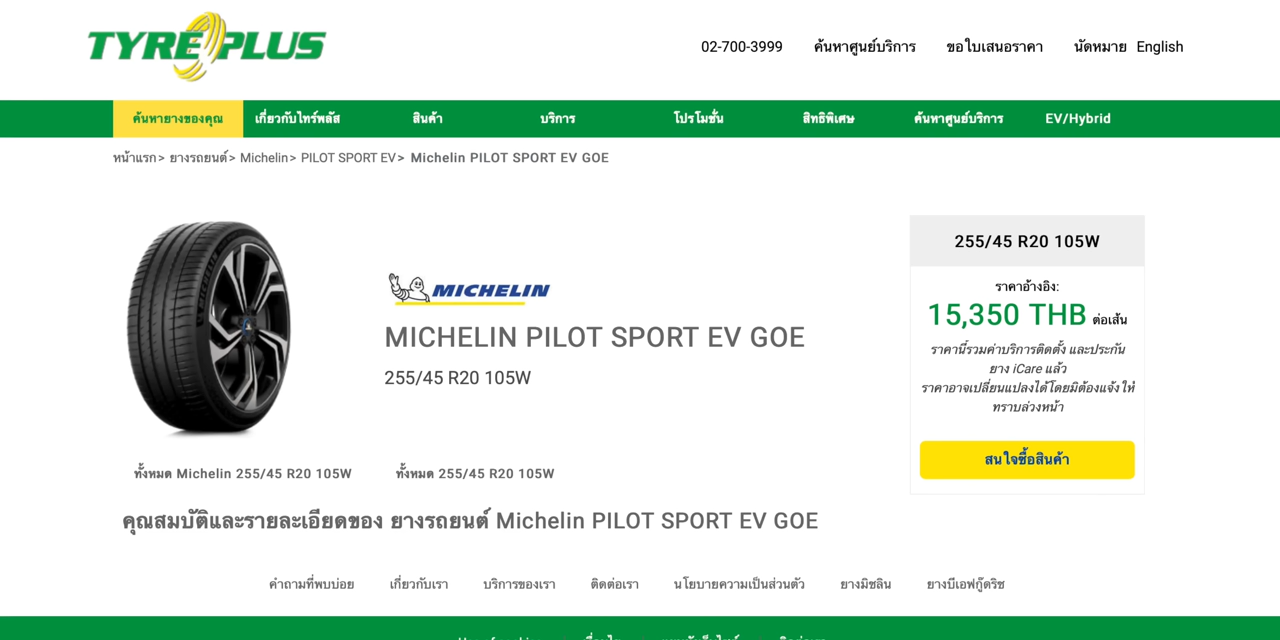 TYREPLUS
02-700-3999 ค้นหาศูนย์บริการ ขอใบเสนอราคา นัดหมาย English
ค้นหายางของคุณ เกี่ยวกับไทร์พลัส สินค้า บริการ โปรโมชั่น สิทธิพิเศษ ค้นหาศูนย์บริการ EV/Hybrid
หน้าแรก> ยางรถยนต์> Michelin> PILOT SPORT EV> Michelin PILOT SPORT EV GOE
MICHELIN
MICHELIN PILOT SPORT EV GOE
255/45 R20 105W
255/45 R20 105W
ราคาอ้างอิง:
15,350 THB ต่อเส้น
ราคานี้รวมค่าบริการติดตั้ง และประกัน
ยาง iCare แล้ว
ราคาอาจเปลี่ยนแปลงได้โดยมิต้องแจ้งให้
ทราบล่วงหน้า
สนใจซื้อสินค้า
ทั้งหมด Michelin 255/45 R20 105W ทั้งหมด 255/45 R20 105W
คุณสมบัติและรายละเอียดของ ยางรถยนต์ Michelin PILOT SPORT EV GOE
คำถามที่พบบ่อย เกี่ยวกับเรา บริการของเรา ติดต่อเรา นโยบายความเป็นส่วนตัว ยางมิชลิน ยางบีเอฟกู๊ดริช